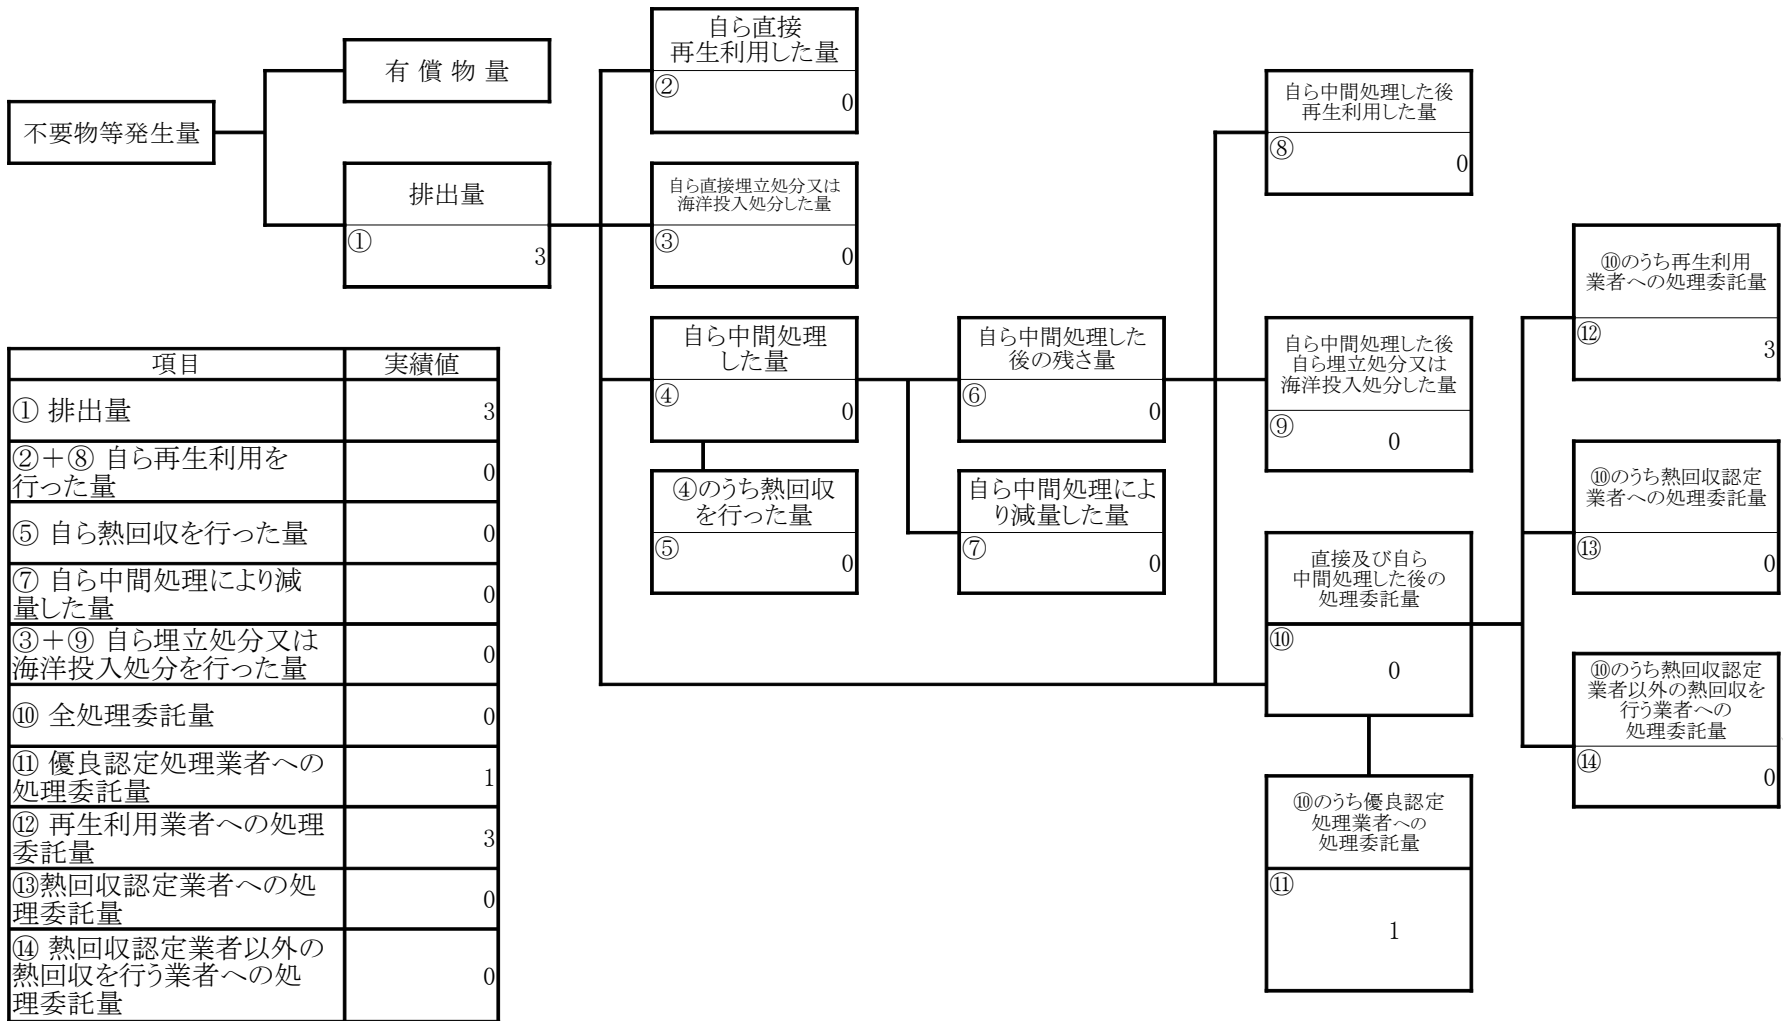 不要物等発生量
有 償 物 量
排出量
①
3
自ら直接
再生利用した量
②
0
自ら直接埋立処分又は
海洋投入処分した量
③
0
自ら中間処理
した量
④
0
④のうち熱回収
を行った量
⑤
0
自ら中間処理した
後の残さ量
⑥
0
自ら中間処理によ
り減量した量
⑦
0
自ら中間処理した後
再生利用した量
⑧
0
自ら中間処理した後
自ら埋立処分又は
海洋投入処分した量
⑨
0
直接及び自ら
中間処理した後の
処理委託量
⑩
0
⑩のうち優良認定
処理業者への
処理委託量
⑪
1
⑩のうち再生利用
業者への処理委託量
⑫
3
⑩のうち熱回収認定
業者への処理委託量
⑬
0
⑩のうち熱回収認定
業者以外の熱回収を
行う業者への
処理委託量
⑭
0
項目 実績値
① 排出量 3
②＋⑧ 自ら再生利用を
行った量 0
⑤ 自ら熱回収を行った量 0
⑦ 自ら中間処理により減
量した量 0
③＋⑨ 自ら埋立処分又は
海洋投入処分を行った量 0
⑩ 全処理委託量 0
⑪ 優良認定処理業者への
処理委託量 1
⑫ 再生利用業者への処理
委託量 3
⑬熱回収認定業者への処
理委託量 0
⑭ 熱回収認定業者以外の
熱回収を行う業者への処
理委託量 0